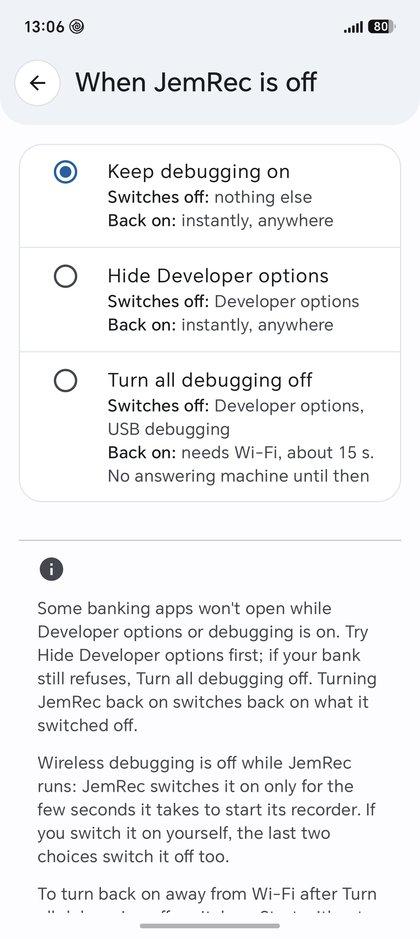 13:06
80
When JemRec is off
Keep debugging on
Switches off: nothing else
Back on: instantly, anywhere
Hide Developer options
Switches off: Developer options
Back on: instantly, anywhere
Turn all debugging off
Switches off: Developer options,
USB debugging
Back on: needs Wi-Fi, about 15 s.
No answering machine until then
Some banking apps won't open while
Developer options or debugging is on. Try
Hide Developer options first; if your bank
still refuses, Turn all debugging off. Turning
JemRec back on switches back on what it
switched off.
Wireless debugging is off while JemRec
runs: JemRec switches it on only for the
few seconds it takes to start its recorder. If
you switch it on yourself, the last two
choices switch it off too.
To turn back on away from Wi-Fi after Turn